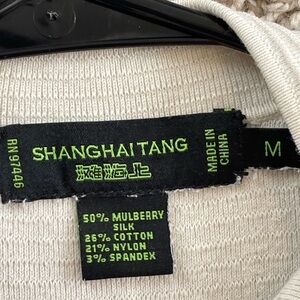 RN 97446
SHANGHAI TANG
灘海上
MADE IN
CHINA
M
50% MULBERRY
SILK
26% COTTON
21% NYLON
3% SPANDEX